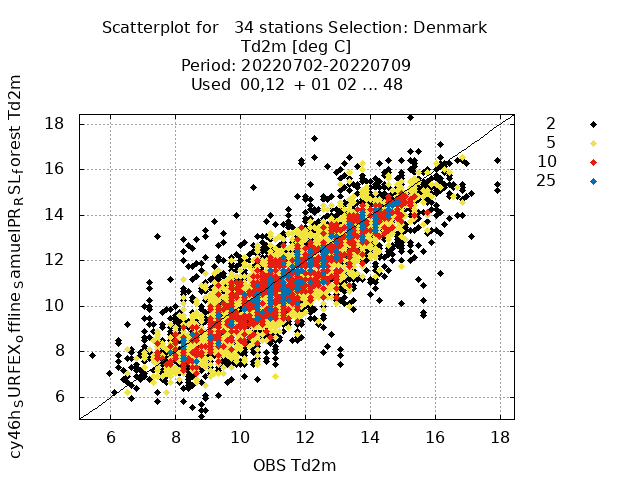 Scatterplot for   34 stations Selection: Denmark
Td2m [deg C]
Period: 20220702-20220709
Used  00,12  + 01 02 ... 48
cy46h_SURFEX_offline_samuelPR_RSL_forest Td2m
18
16
14
12
10
8
6
6 8 10 12 14 16 18
OBS Td2m
2
5
10
25